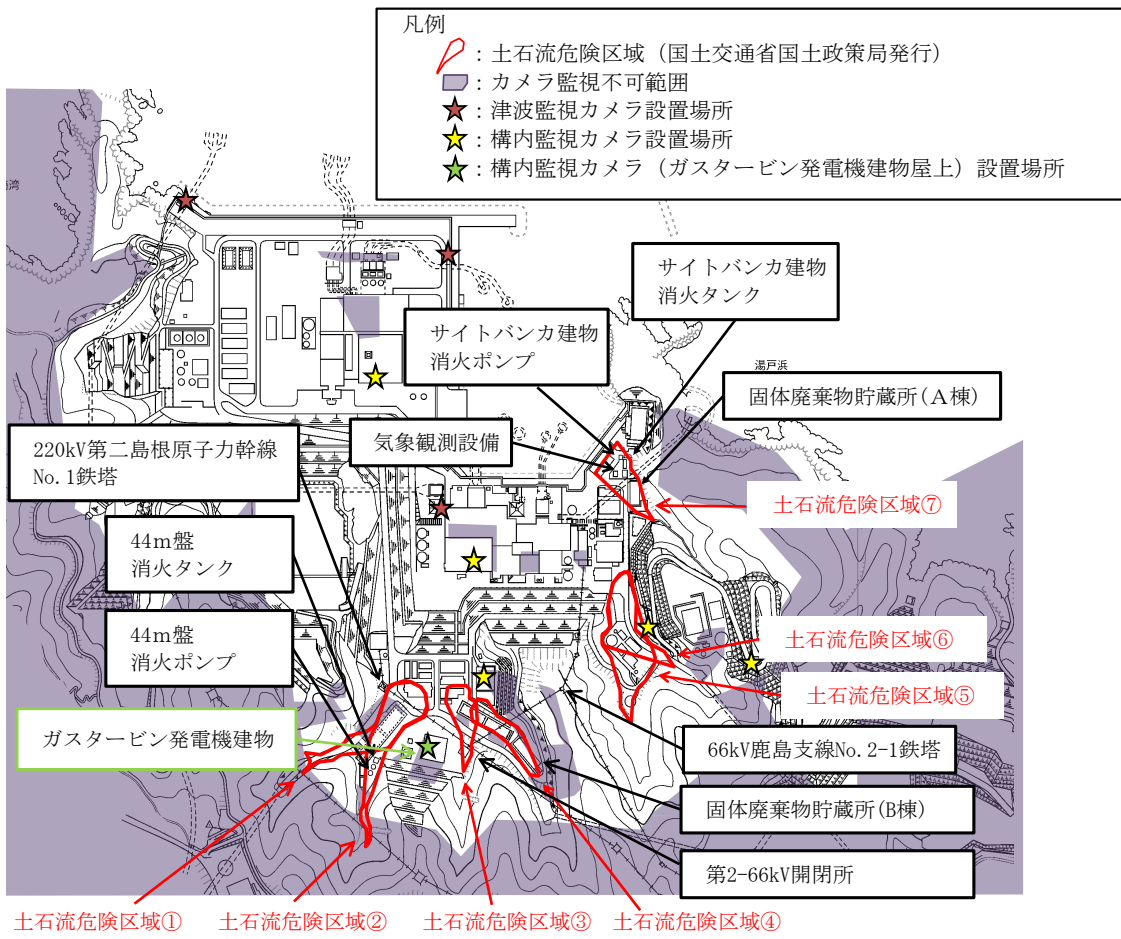 凡例
：土石流危険区域（国土交通省国土政策局発行）
：カメラ監視不可範囲
：津波監視カメラ設置場所
：構内監視カメラ設置場所
：構内監視カメラ（ガスタービン発電機建物屋上）設置場所
サイトバンカ建物
消火タンク
サイトバンカ建物
消火ポンプ
湯戸浜
固体廃棄物貯蔵所(A棟)
気象観測設備
220kV第二島根原子力幹線
No.1鉄塔
土石流危険区域⑦
44m盤
消火タンク
44m盤
消火ポンプ
土石流危険区域⑥
土石流危険区域⑤
ガスタービン発電機建物
66kV鹿島支線No.2-1鉄塔
固体廃棄物貯蔵所(B棟)
第2-66kV開閉所
土石流危険区域①
土石流危険区域②
土石流危険区域③
土石流危険区域④